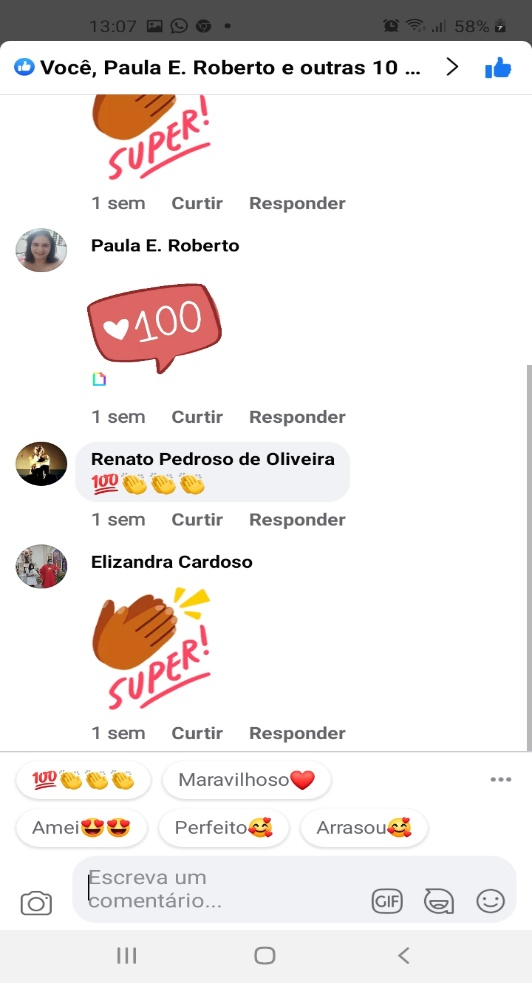 13:07 58%
Você, Paula E. Roberto e outras 10 ...
SUPER!
1 sem Curtir Responder
Paula E. Roberto
100
1 sem Curtir Responder
Renato Pedroso de Oliveira
💯👏👏👏
1 sem Curtir Responder
Elizandra Cardoso
SUPER!
1 sem Curtir Responder
💯👏👏👏 Maravilhoso❤️
Amei😍😍 Perfeito🥰 Arrasou🥰
Escreva um
comentário...
GIF